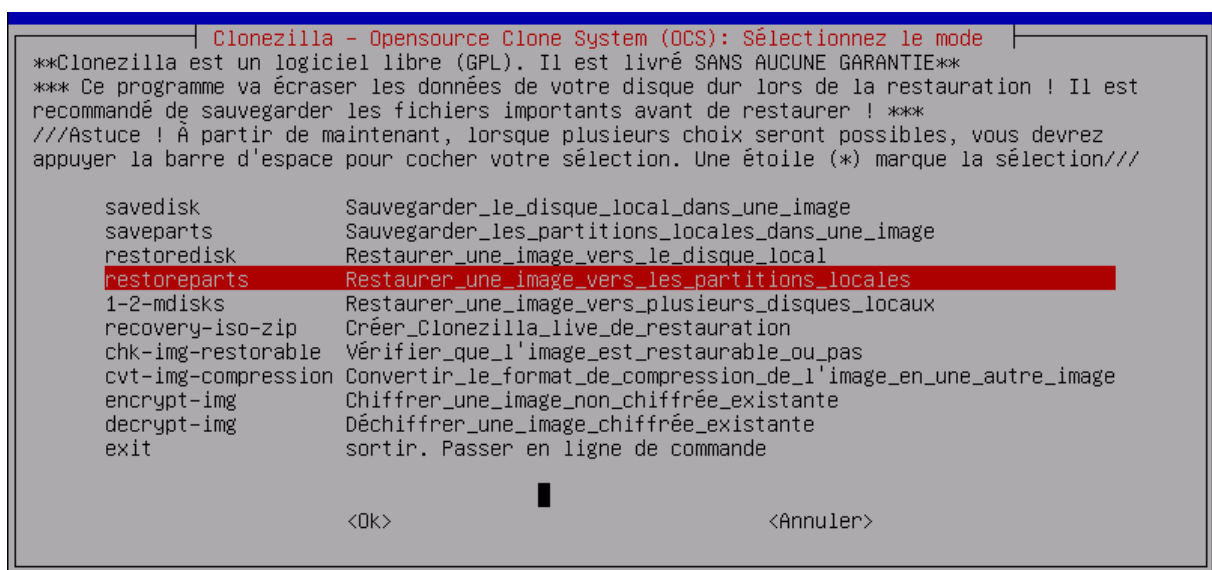 Clonezilla - Opensource Clone System (OCS): Sélectionnez le mode
**Clonezilla est un logiciel libre (GPL). Il est livré SANS AUCUNE GARANTIE**
*** Ce programme va écraser les données de votre disque dur lors de la restauration ! Il est
recommandé de sauvegarder les fichiers importants avant de restaurer ! ***
///Astuce ! À partir de maintenant, lorsque plusieurs choix seront possibles, vous devrez
appuyer la barre d'espace pour cocher votre sélection. Une étoile (*) marque la sélection///
savedisk Sauvegarder_le_disque_local_dans_une_image
saveparts Sauvegarder_les_partitions_locales_dans_une_image
restoredisk Restaurer_une_image_vers_le_disque_local
restoreparts Restaurer_une_image_vers_les_partitions_locales
1-2-mdisks Restaurer_une_image_vers_plusieurs_disques_locaux
recovery-iso-zip Créer_Clonezilla_live_de_restauration
chk-img-restorable Vérifier_que_l'image_est_restaurable_ou_pas
cvt-img-compression Convertir_le_format_de_compression_de_l'image_en_une_autre_image
encrypt-img Chiffrer_une_image_non_chiffrée_existante
decrypt-img Déchiffrer_une_image_chiffrée_existante
exit sortir. Passer en ligne de commande
<Ok> <Annuler>